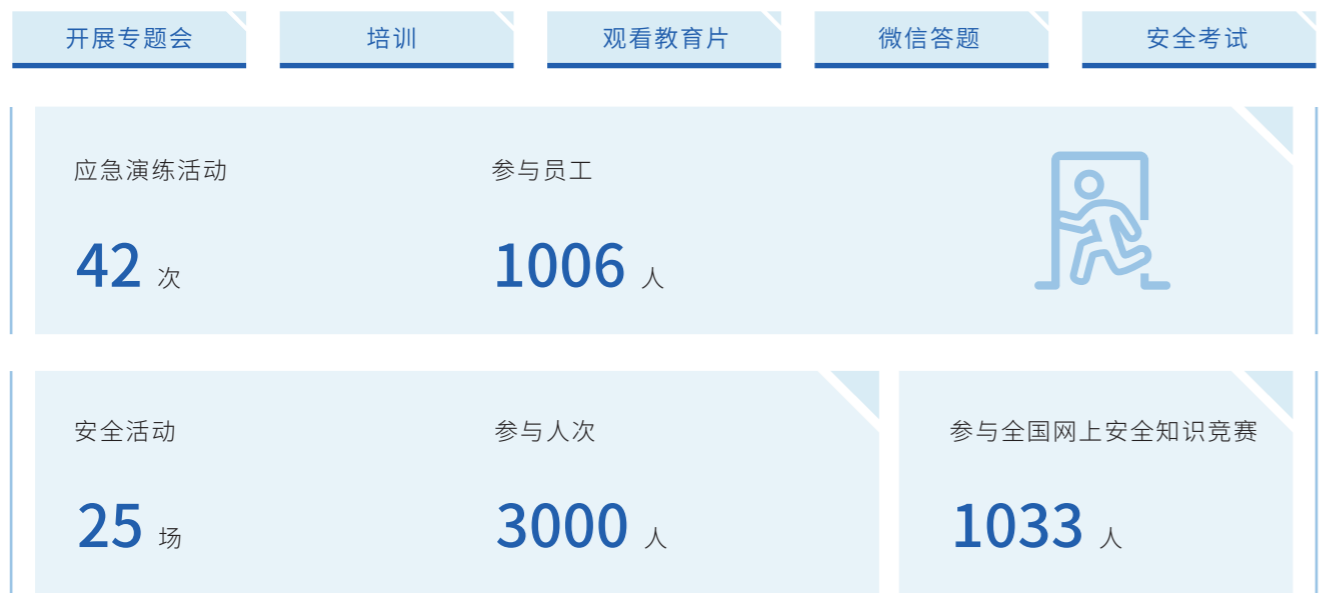 开展专题会
培训
观看教育片
微信答题
安全考试
应急演练活动
参与员工
42 次
1006 人
安全活动
参与人次
参与全国网上安全知识竞赛
25 场
3000 人
1033 人